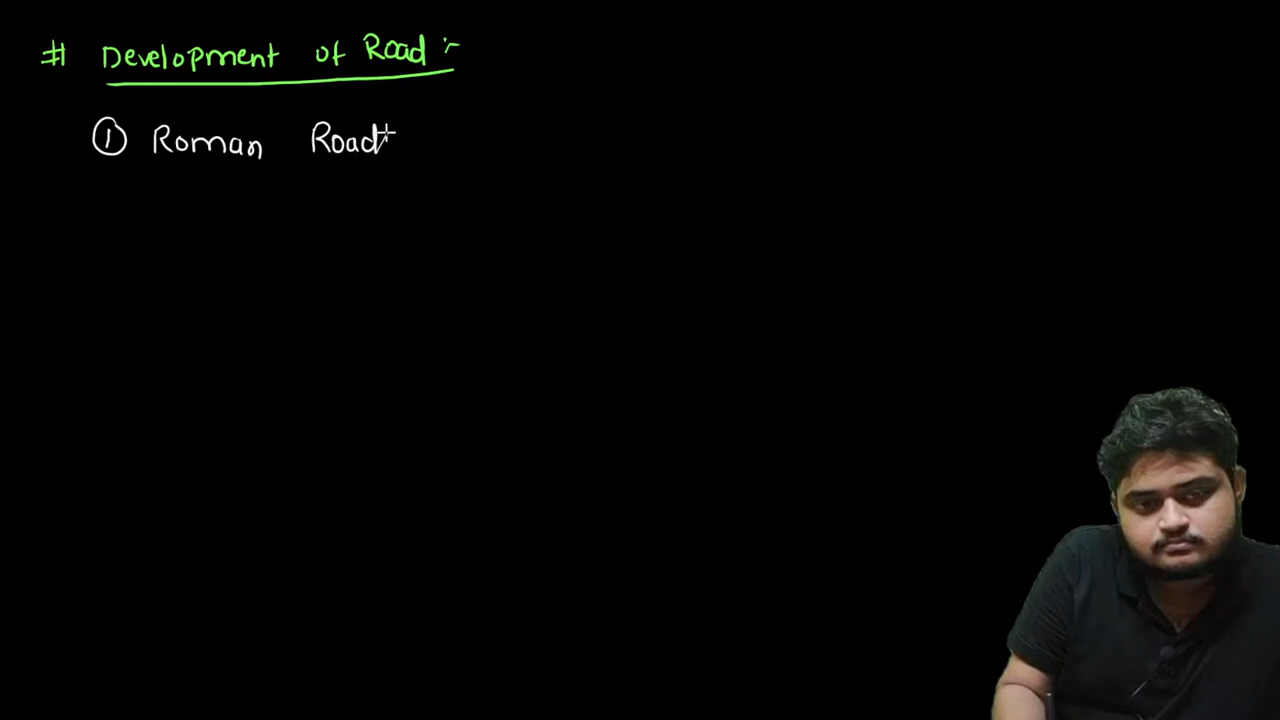 # Development of Road :-
① Roman Road